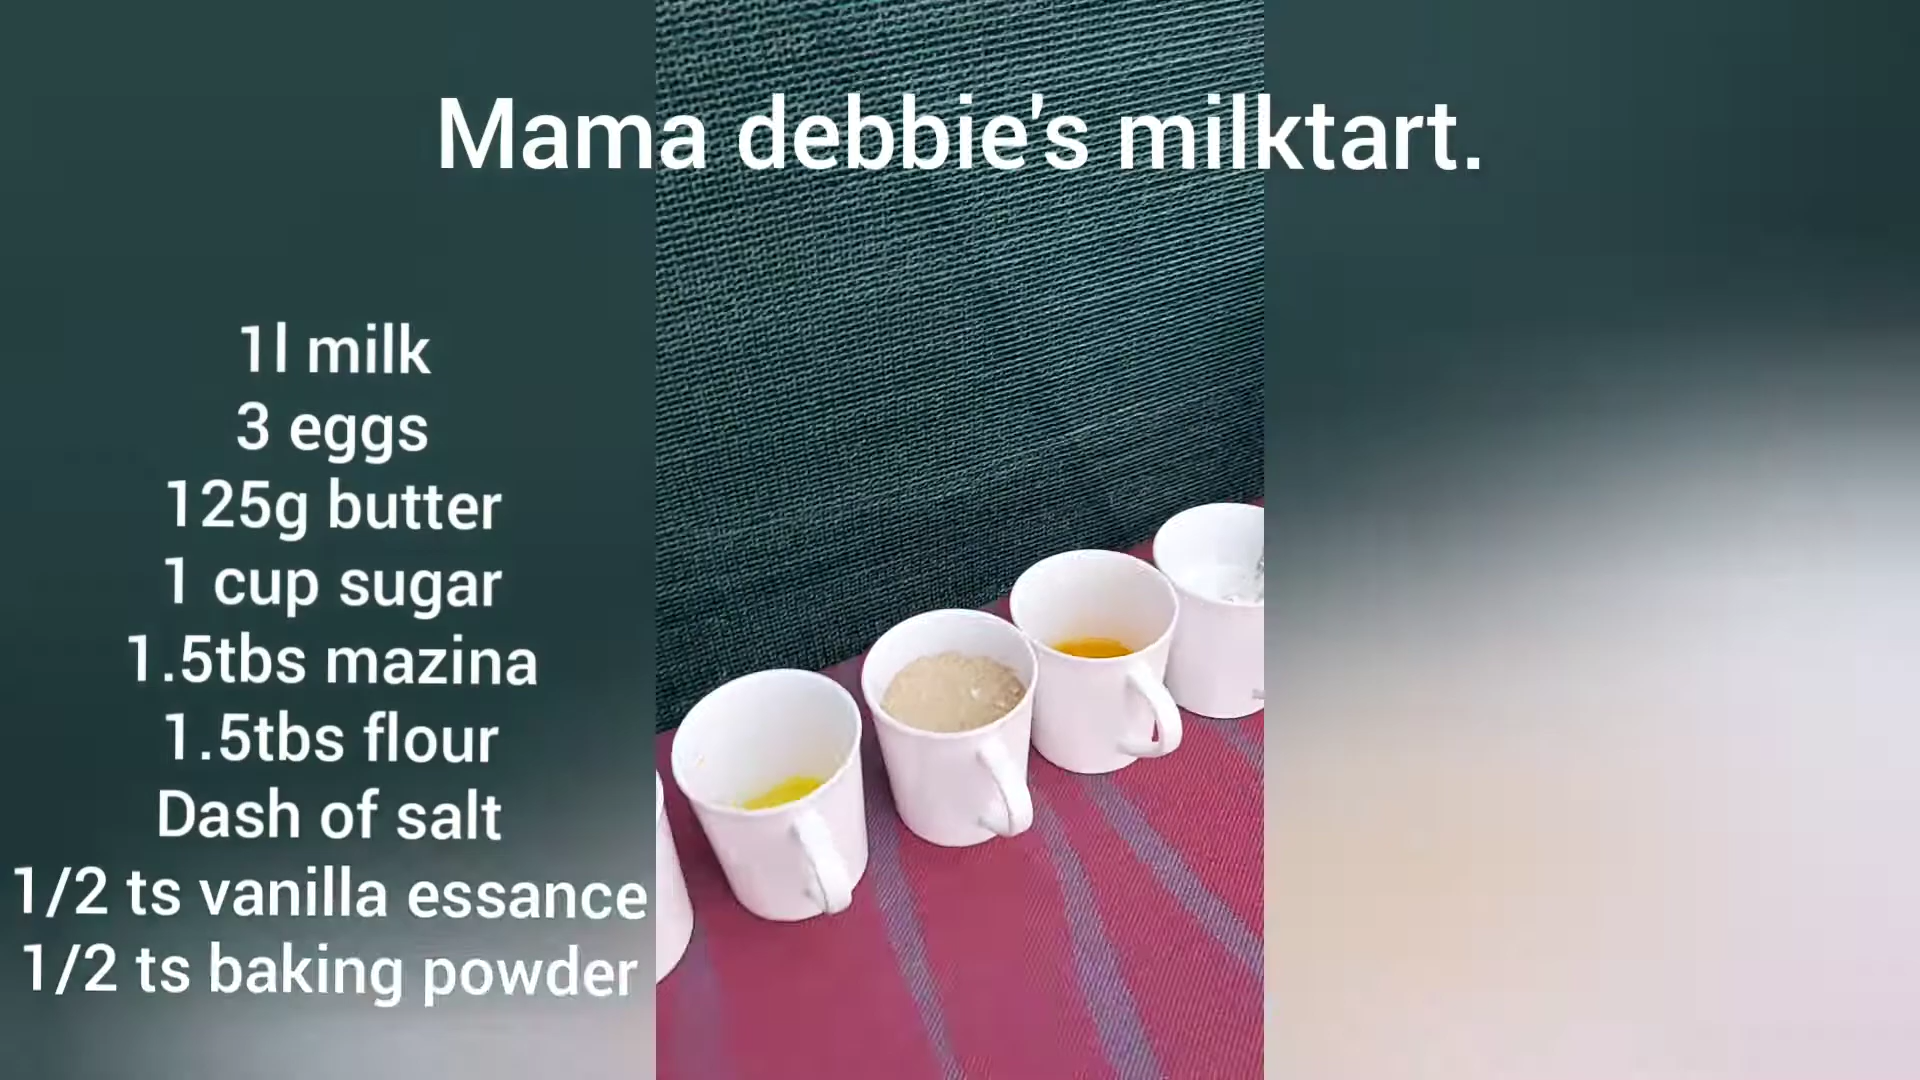 Mama debbie's milktart.
1l milk
3 eggs
125g butter
1 cup sugar
1.5tbs mazina
1.5tbs flour
Dash of salt
1/2 ts vanilla essance
1/2 ts baking powder